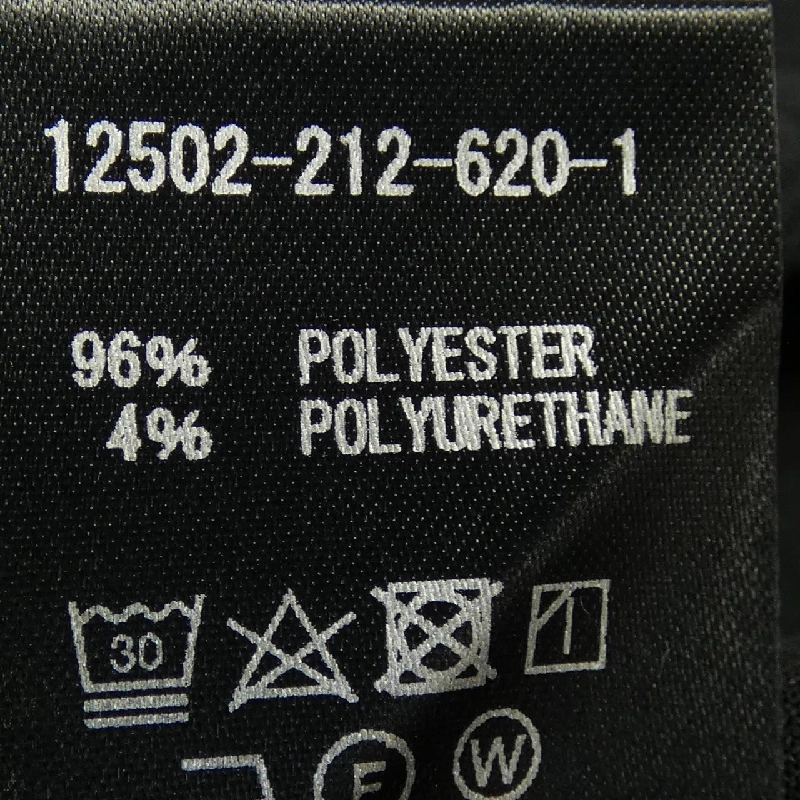 12502-212-620-1
96% POLYESTER
4% POLYURETHANE
30
F W